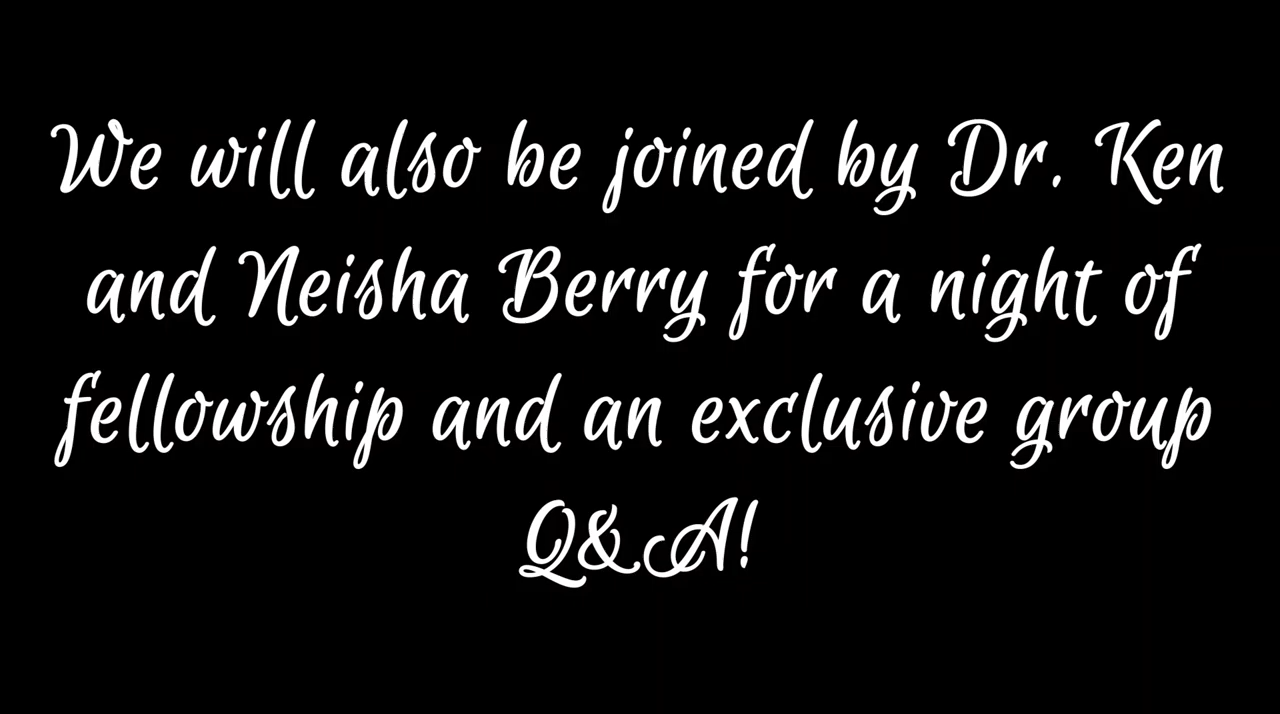 We will also be joined by Dr. Ken
and Neisha Berry for a night of
fellowship and an exclusive group
Q&A!